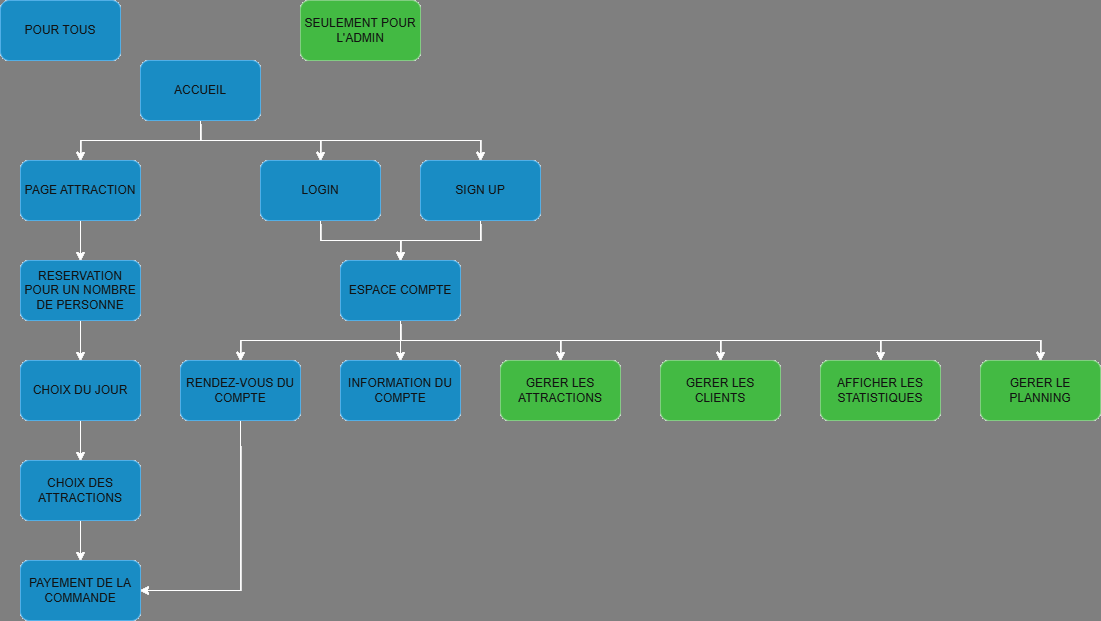 POUR TOUS
SEULEMENT POUR
L'ADMIN
ACCUEIL
PAGE ATTRACTION
LOGIN
SIGN UP
RESERVATION
POUR UN NOMBRE
DE PERSONNE
ESPACE COMPTE
CHOIX DU JOUR
RENDEZ-VOUS DU
COMPTE
INFORMATION DU
COMPTE
GERER LES
ATTRACTIONS
GERER LES
CLIENTS
AFFICHER LES
STATISTIQUES
GERER LE
PLANNING
CHOIX DES
ATTRACTIONS
PAYEMENT DE LA
COMMANDE